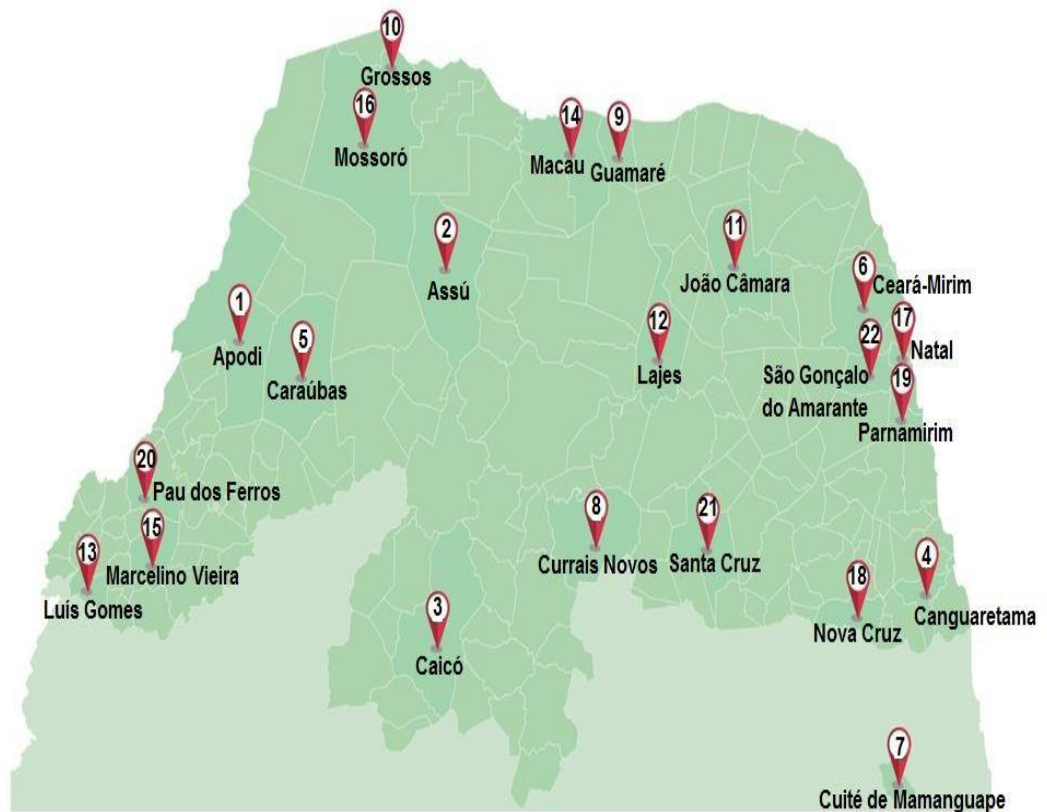 10
Grossos
16
Mossoró
14
Macau
9
Guamaré
2
Assú
11
João Câmara
6
Ceará-Mirim
1
Apodi
5
Caraúbas
12
Lajes
22
São Gonçalo
do Amarante
17
Natal
19
Parnamirim
20
Pau dos Ferros
15
Marcelino Vieira
13
Luís Gomes
8
Currais Novos
21
Santa Cruz
3
Caicó
18
Nova Cruz
4
Canguaretama
7
Cuité de Mamanguape